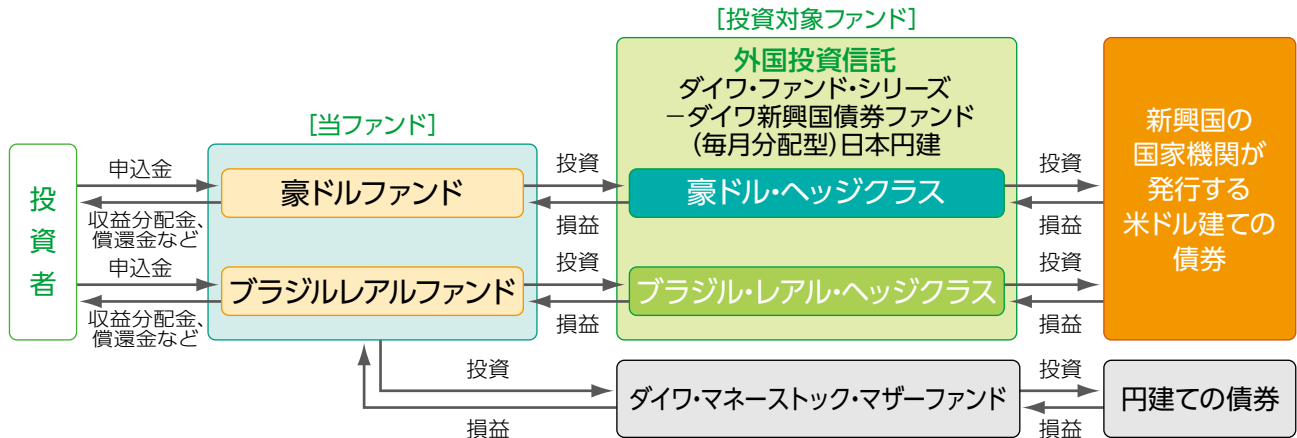 [投資対象ファンド]
外国投資信託
ダイワ・ファンド・シリーズ
－ダイワ新興国債券ファンド
(毎月分配型)日本円建
[当ファンド]
投
資
者
申込金
収益分配金、
償還金など
申込金
収益分配金、
償還金など
豪ドルファンド
ブラジルレアルファンド
投資
損益
投資
損益
豪ドル・ヘッジクラス
ブラジル・レアル・ヘッジクラス
投資
損益
投資
損益
新興国の
国家機関が
発行する
米ドル建ての
債券
投資
損益
ダイワ・マネーストック・マザーファンド
投資
損益
円建ての債券